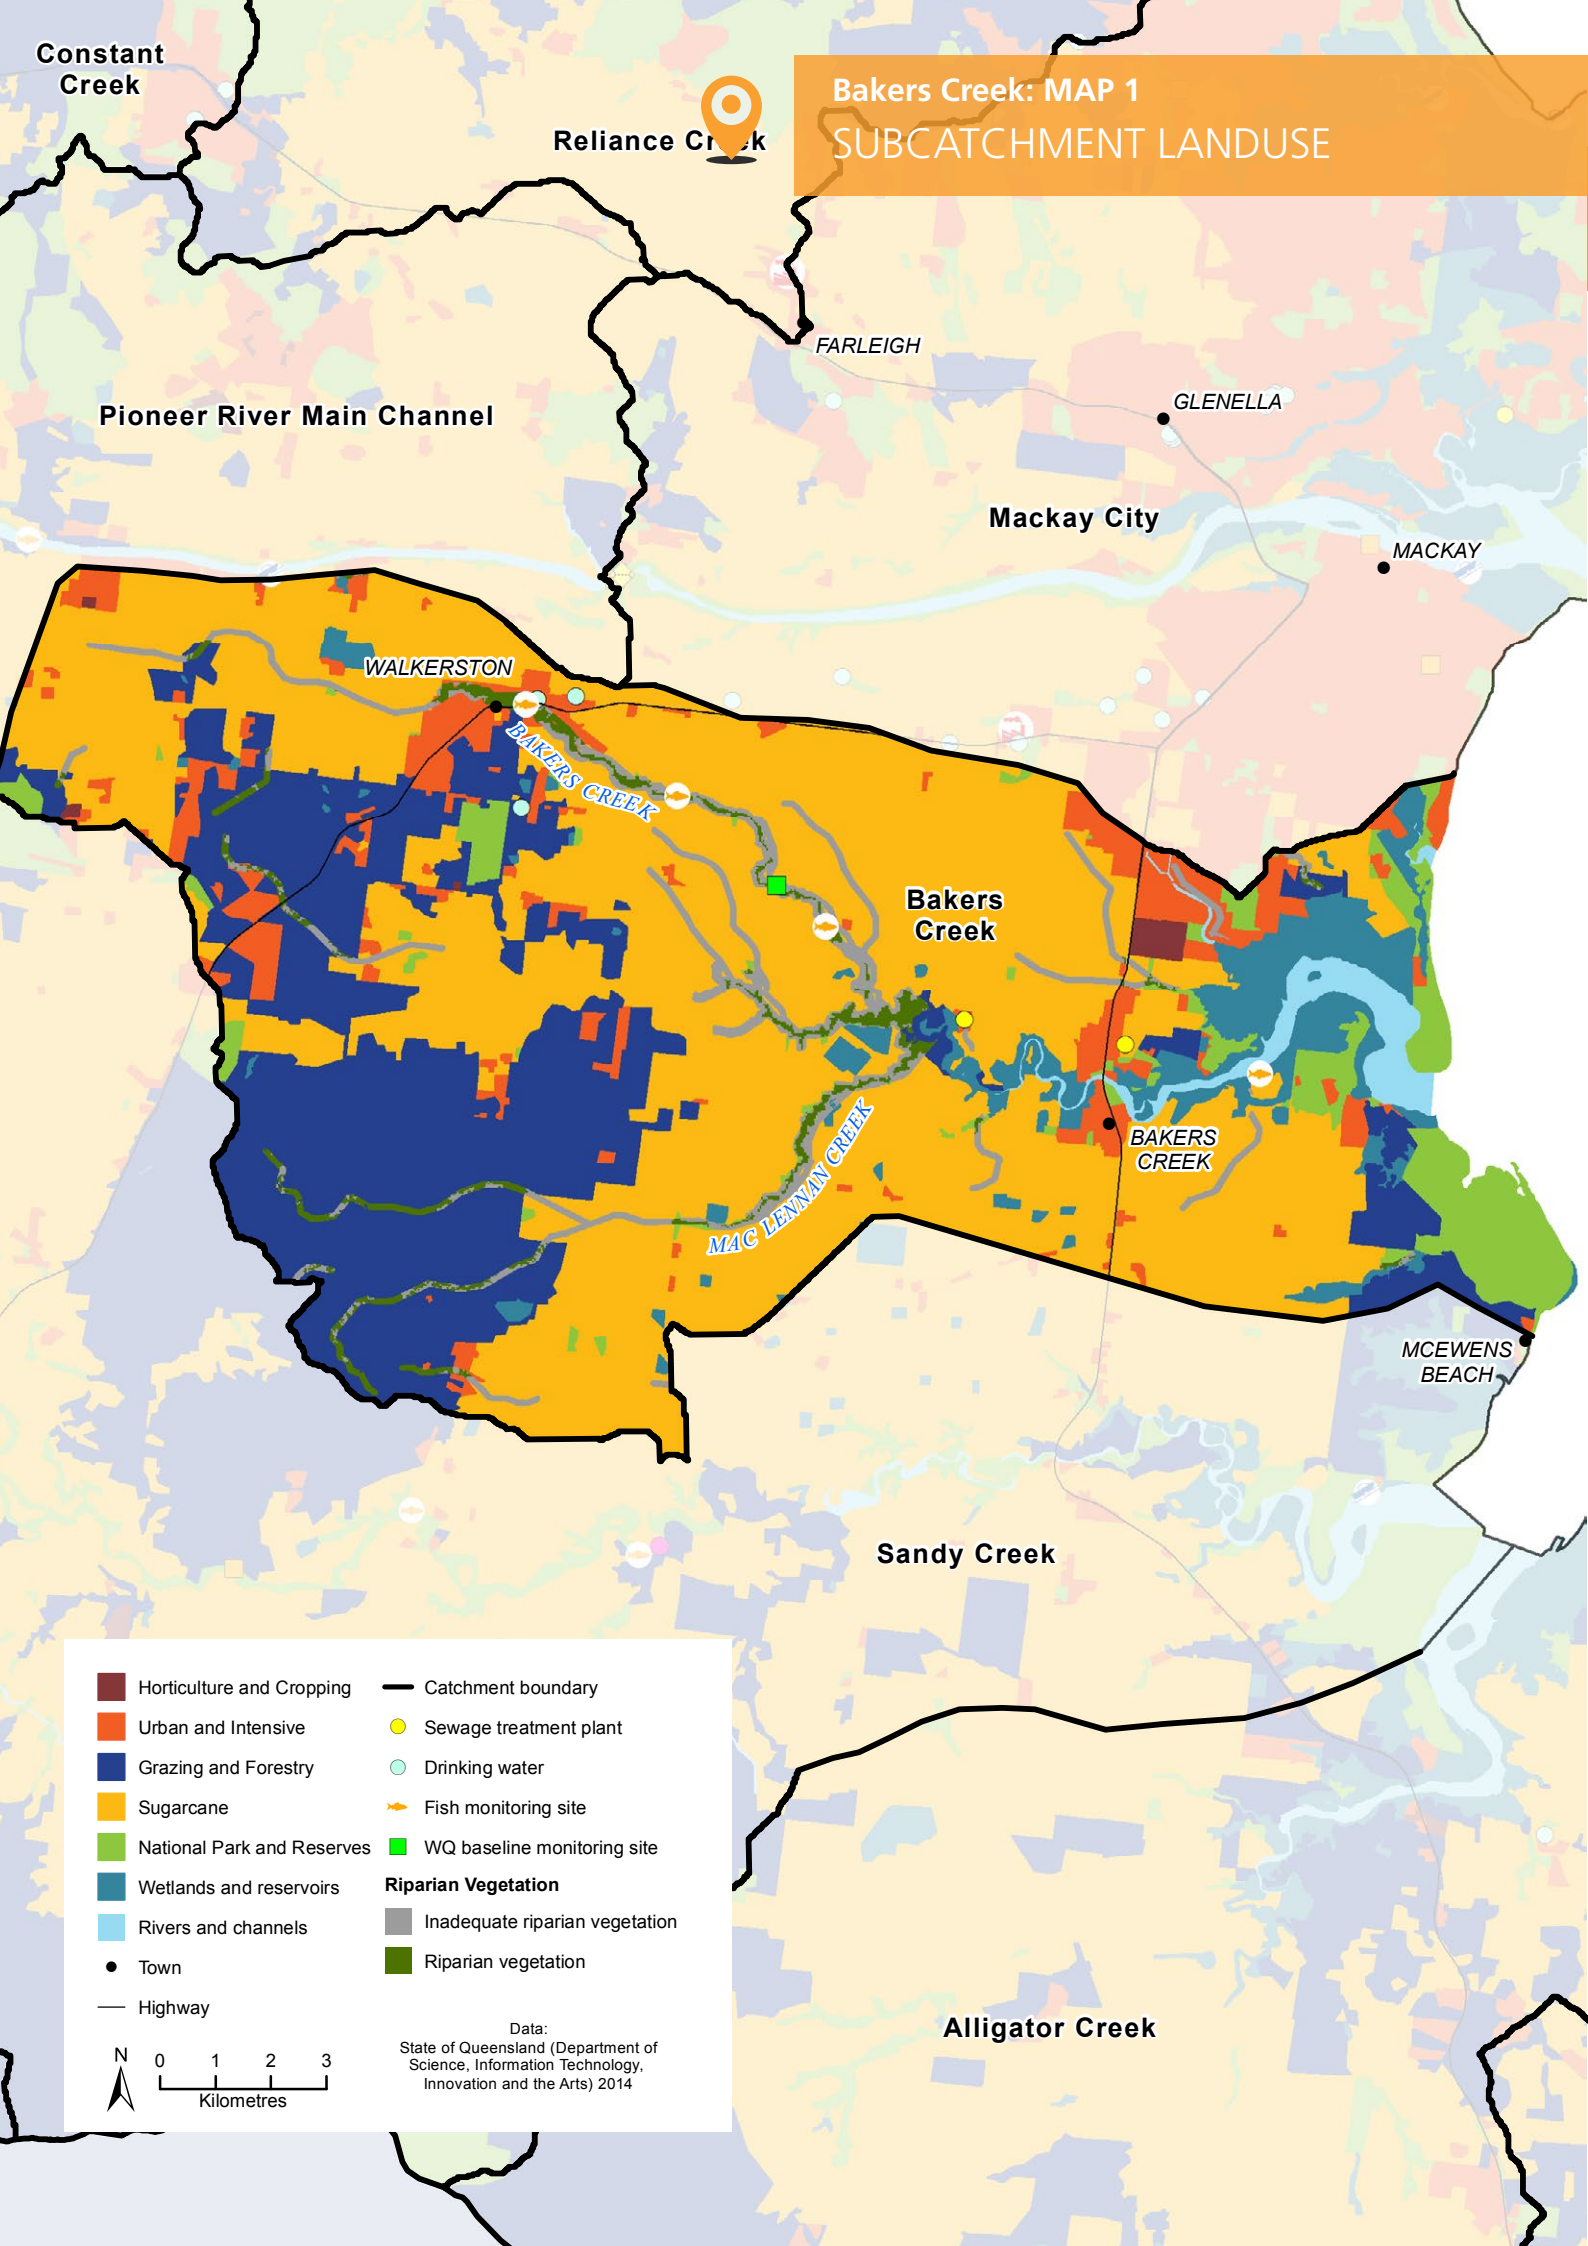 Constant
Creek
Reliance Creek
Bakers Creek: MAP 1
SUBCATCHMENT LANDUSE
FARLEIGH
GLENELLA
Pioneer River Main Channel
Mackay City
MACKAY
WALKERSTON
BAKERS CREEK
Bakers
Creek
MAC LENNAN CREEK
BAKERS
CREEK
MCEWENS
BEACH
Sandy Creek
Alligator Creek
Horticulture and Cropping
Urban and Intensive
Grazing and Forestry
Sugarcane
National Park and Reserves
Wetlands and reservoirs
Rivers and channels
Town
Highway
Catchment boundary
Sewage treatment plant
Drinking water
Fish monitoring site
WQ baseline monitoring site
Riparian Vegetation
Inadequate riparian vegetation
Riparian vegetation
N
0 1 2 3
Kilometres
Data:
State of Queensland (Department of
Science, Information Technology,
Innovation and the Arts) 2014